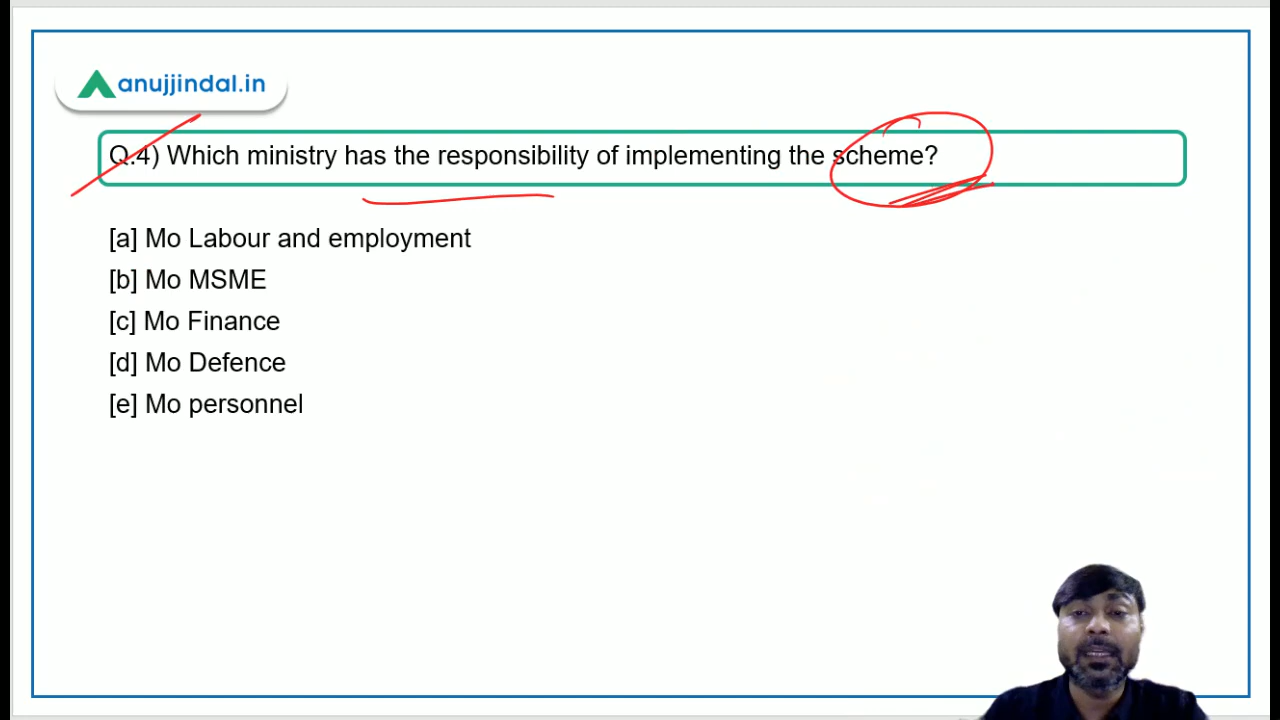 anujjindal.in
Q.4) Which ministry has the responsibility of implementing the scheme?
[a] Mo Labour and employment
[b] Mo MSME
[c] Mo Finance
[d] Mo Defence
[e] Mo personnel